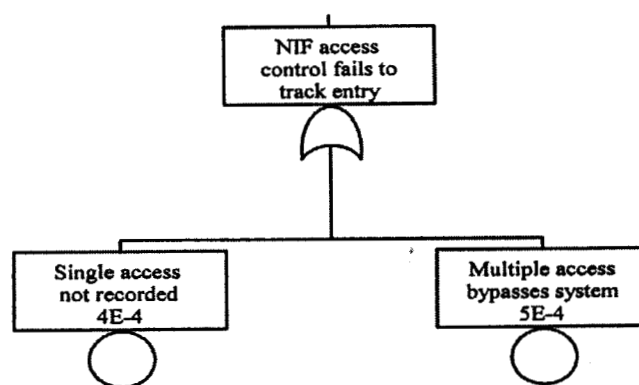 NIF access
control fails to
track entry
Single access
not recorded
4E-4
Multiple access
bypasses system
5E-4